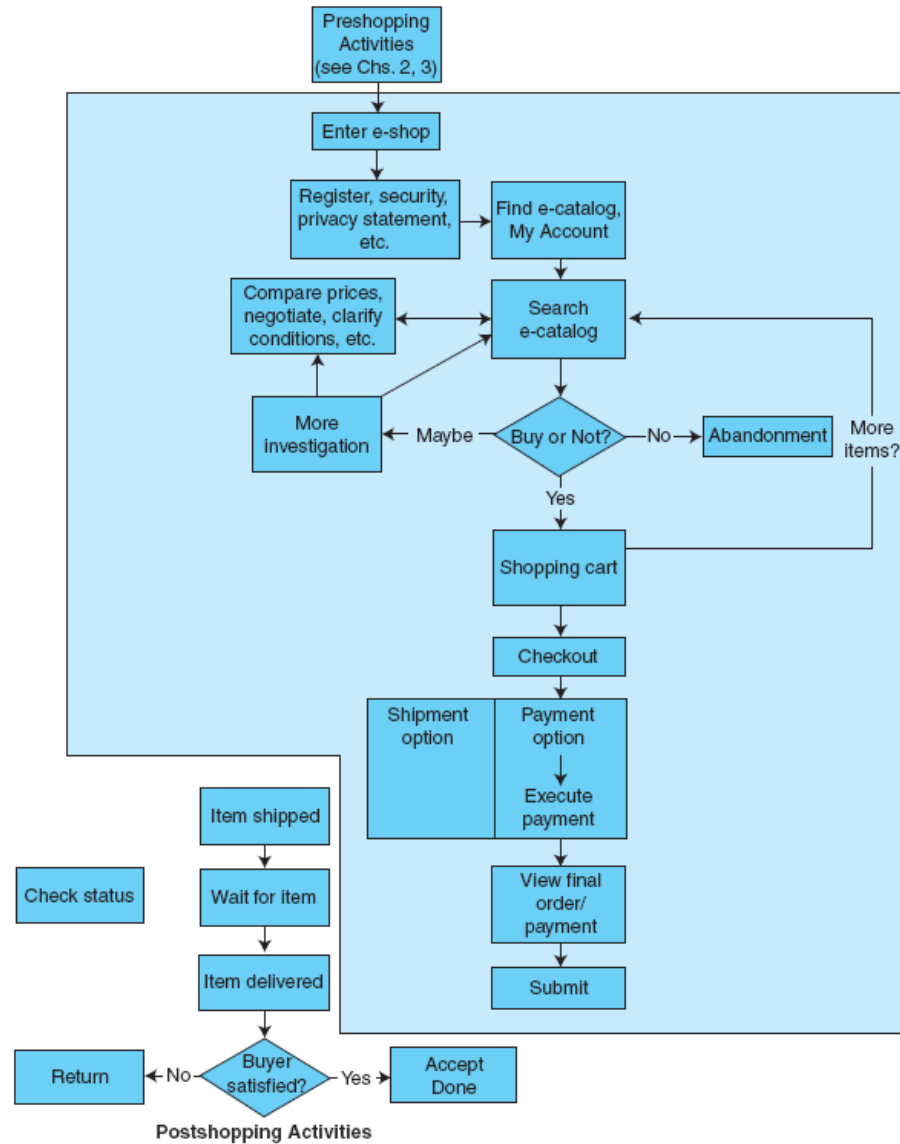 Preshopping
Activities
(see Chs. 2, 3)
Enter e-shop
Register, security,
privacy statement,
etc.
Find e-catalog,
My Account
Compare prices,
negotiate, clarify
conditions, etc.
Search
e-catalog
More
investigation
Maybe
Buy or Not?
No
Abandonment
More
items?
Yes
Shopping cart
Checkout
Shipment
option
Payment
option
Execute
payment
View final
order/
payment
Submit
Item shipped
Check status
Wait for item
Item delivered
Buyer
satisfied?
No
Return
Yes
Accept
Done
Postshopping Activities